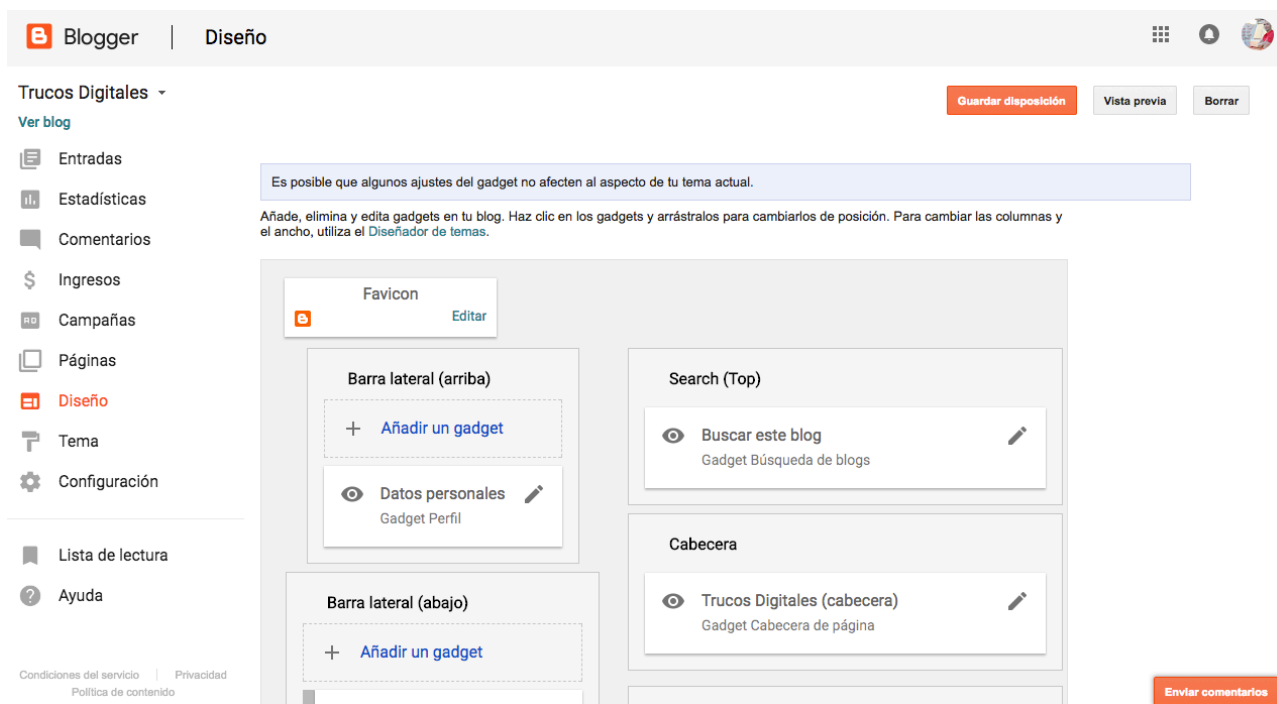 Blogger | Diseño
Trucos Digitales
Ver blog
Guardar disposición
Vista previa
Borrar
Entradas
Estadísticas
Comentarios
Ingresos
Campañas
Páginas
Diseño
Tema
Configuración
Lista de lectura
Ayuda
Condiciones del servicio | Privacidad
Política de contenido
Es posible que algunos ajustes del gadget no afecten al aspecto de tu tema actual.
Añade, elimina y edita gadgets en tu blog. Haz clic en los gadgets y arrástralos para cambiarlos de posición. Para cambiar las columnas y
el ancho, utiliza el Diseñador de temas.
Favicon
Editar
Barra lateral (arriba)
+ Añadir un gadget
Datos personales
Gadget Perfil
Barra lateral (abajo)
+ Añadir un gadget
Search (Top)
Buscar este blog
Gadget Búsqueda de blogs
Cabecera
Trucos Digitales (cabecera)
Gadget Cabecera de página
Enviar comentarios